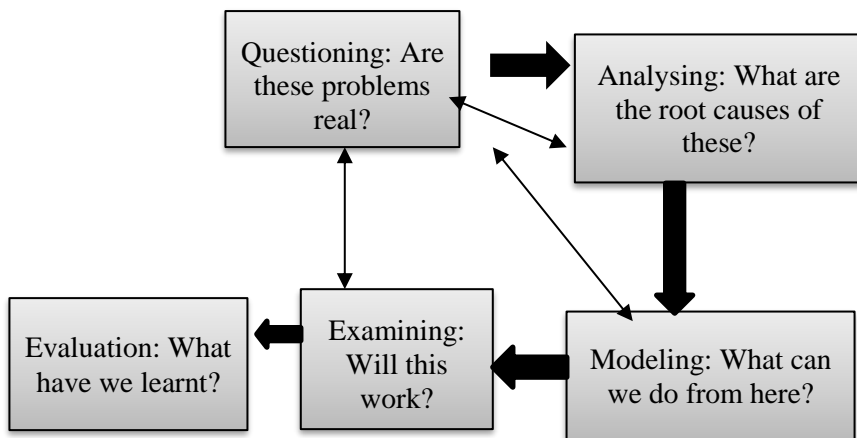 Questioning: Are
these problems
real?
Analysing: What are
the root causes of
these?
Evaluation: What
have we learnt?
Examining:
Will this
work?
Modeling: What can
we do from here?